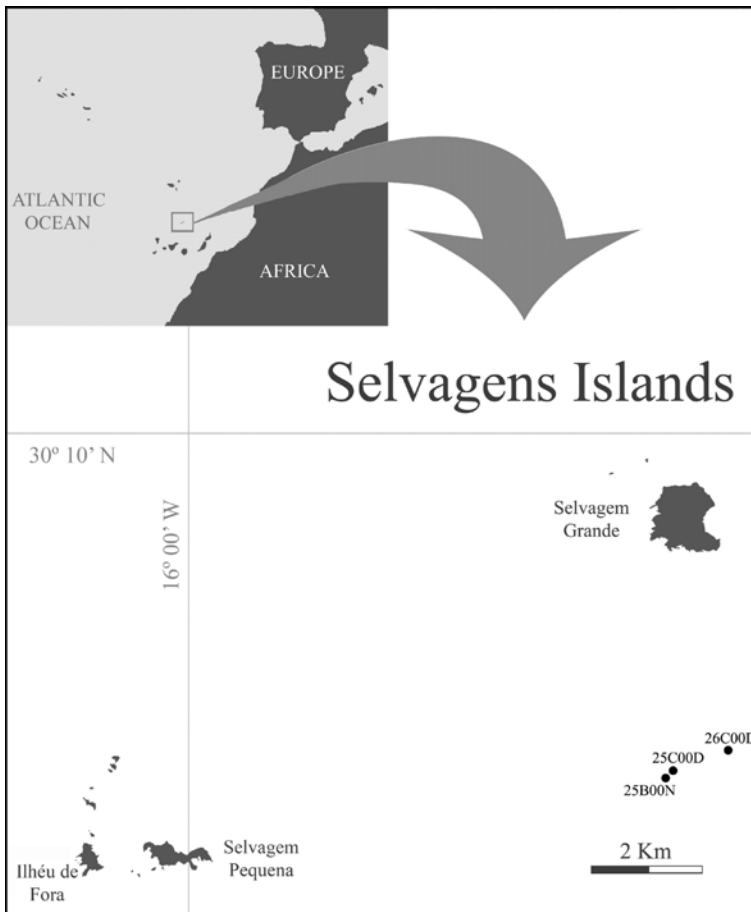 EUROPE
ATLANTIC
OCEAN
AFRICA
Selvagens Islands
30º 10’ N
16º 00’ W
Selvagem
Grande
26C00D
25C00D
25B00N
Selvagem
Pequena
Ilhéu de
Fora
2 Km